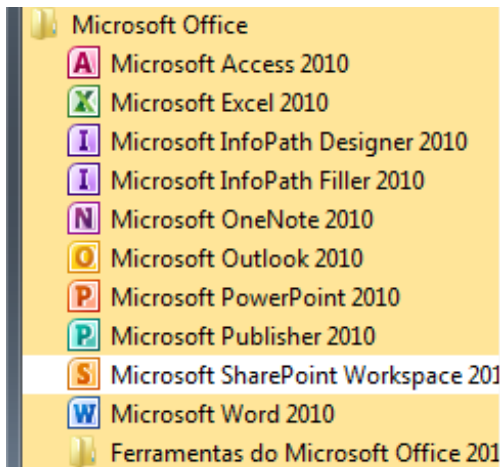 Microsoft Office
Microsoft Access 2010
Microsoft Excel 2010
Microsoft InfoPath Designer 2010
Microsoft InfoPath Filler 2010
Microsoft OneNote 2010
Microsoft Outlook 2010
Microsoft PowerPoint 2010
Microsoft Publisher 2010
Microsoft SharePoint Workspace 201
Microsoft Word 2010
Ferramentas do Microsoft Office 201